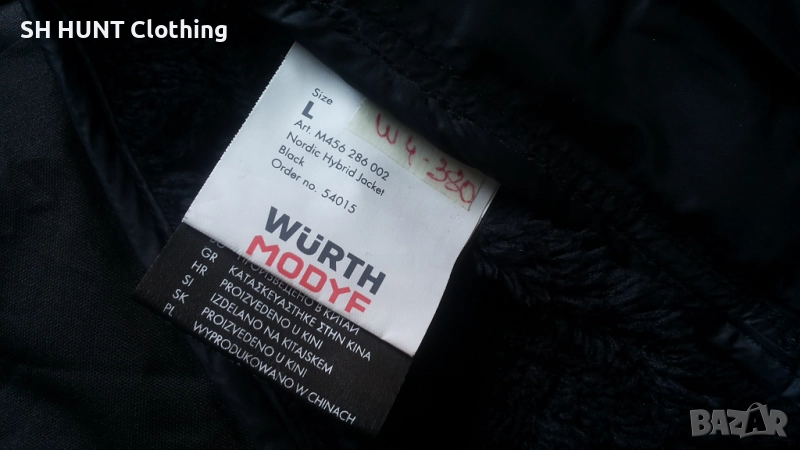 SH HUNT Clothing
Size
L
Art. M456 286 002
Nordic Hybrid Jacket
Black
Order no. 54015
W4-380
WÜRTH
MODYF
В КИТАЙ
GR ΚΑΤΑΣΚΕΥΑΣΤΗΚΕ ΣΤΗΝ ΚΙΝΑ
HR PROIZVEDENO U KINI
SI IZDELANO NA KITAJSKEM
SK PROIZVEDENO U KINI
PL WYPRODUKOWANO W CHINACH
BAZAR